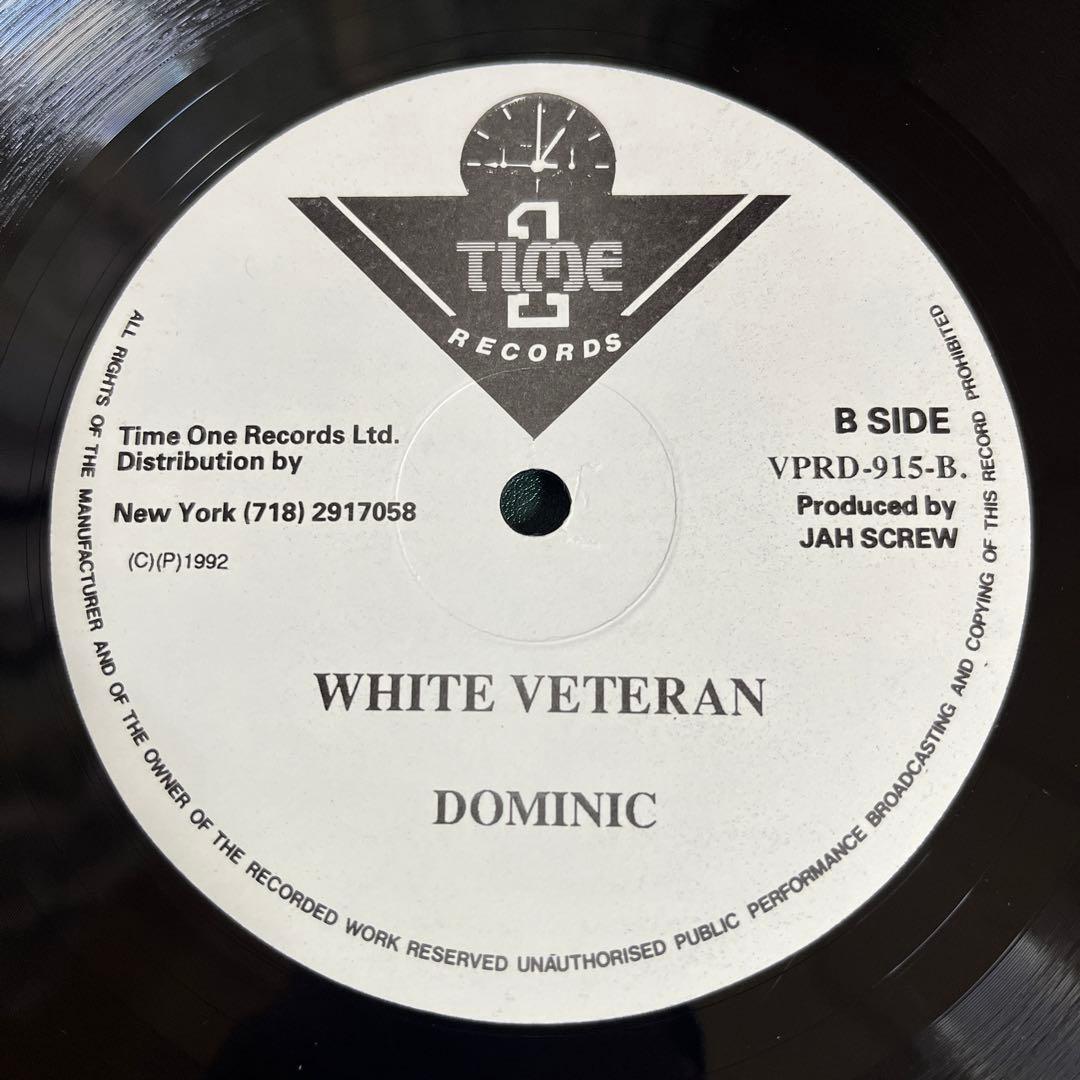 1
TIME
RECORDS
Time One Records Ltd.
Distribution by
New York (718) 2917058
(C)(P)1992
B SIDE
VPRD-915-B.
Produced by
JAH SCREW
WHITE VETERAN
DOMINIC
ALL RIGHTS OF THE MANUFACTURER AND OF THE OWNER OF THE RECORDED WORK RESERVED UNAUTHORISED PUBLIC PERFORMANCE BROADCASTING AND COPYING OF THIS RECORD PROHIBITED